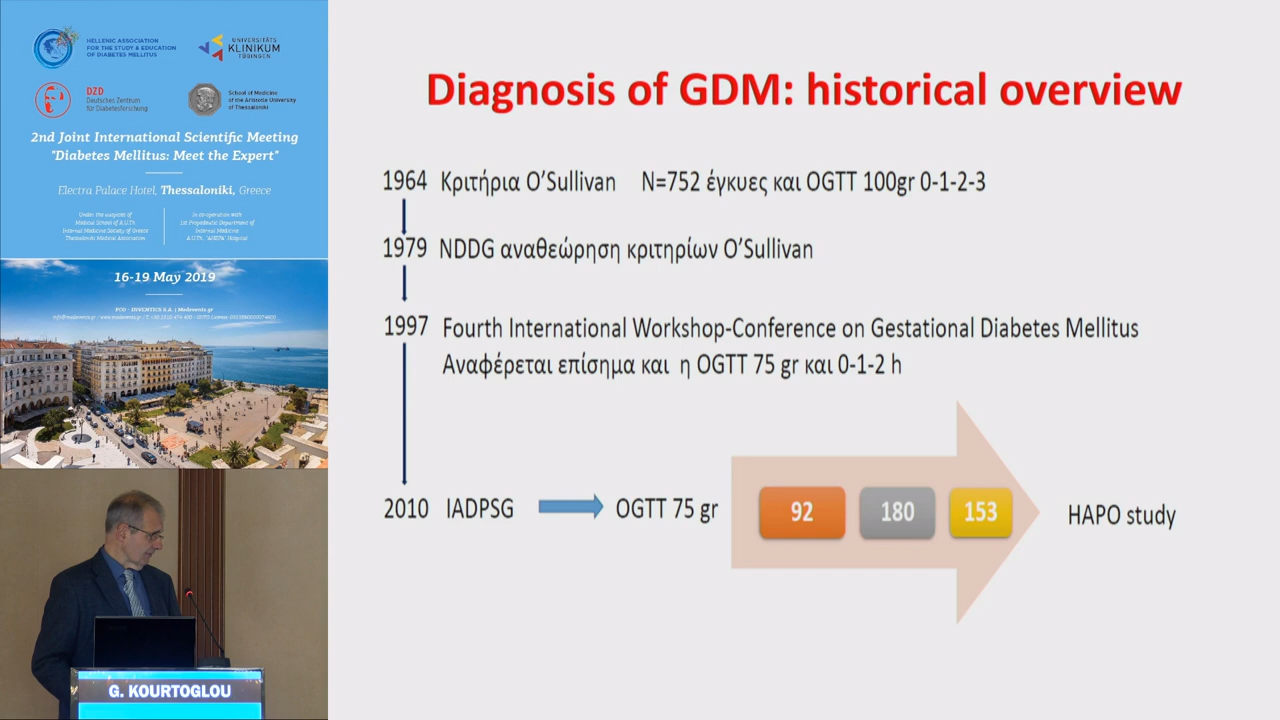 HELLENIC ASSOCIATION
FOR THE STUDY & EDUCATION
OF DIABETES MELLITUS
UNIVERSITÄTS
KLINIKUM
TÜBINGEN
DZD
Deutsches Zentrum
für Diabetesforschung
School of Medicine
of the Aristotle University
of Thessaloniki
2nd Joint International Scientific Meeting
"Diabetes Mellitus: Meet the Expert"
Electra Palace Hotel, Thessaloniki, Greece
Under the auspices of
Medical School of A.U.Th.
Internal Medicine Society of Greece
Thessaloniki Medical Association
In co-operation with
1st Propedeutic Department of
Internal Medicine
A.U.Th., "AHEPA" Hospital
16-19 May 2019
PCO - INVENTICS S.A. | Medevents.gr
G. KOURTOGLOU
Diagnosis of GDM: historical overview
1964 Κριτήρια O'Sullivan N=752 έγκυες και OGTT 100gr 0-1-2-3
1979 NDDG αναθεώρηση κριτηρίων O'Sullivan
1997 Fourth International Workshop-Conference on Gestational Diabetes Mellitus
Αναφέρεται επίσημα και η OGTT 75 gr και 0-1-2 h
2010 IADPSG OGTT 75 gr 92 180 153 HAPO study